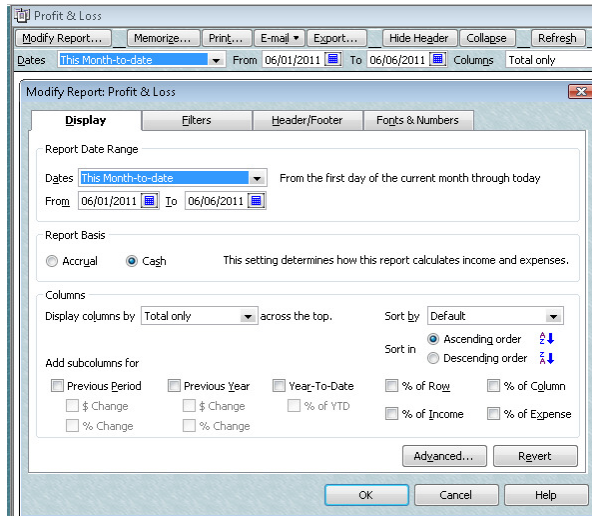 Profit & Loss
Modify Report... Memorize... Print... E-mail Export... Hide Header Collapse Refresh
Dates This Month-to-date From 06/01/2011 To 06/06/2011 Columns Total only
Modify Report: Profit & Loss
Display Filters Header/Footer Fonts & Numbers
Report Date Range
Dates This Month-to-date From the first day of the current month through today
From 06/01/2011 To 06/06/2011
Report Basis
Accrual Cash This setting determines how this report calculates income and expenses.
Columns
Display columns by Total only across the top. Sort by Default
Sort in Ascending order
Descending order
Add subcolumns for
Previous Period Previous Year Year-To-Date % of Row % of Column
$ Change $ Change % of YTD % of Income % of Expense
% Change % Change
Advanced... Revert
OK Cancel Help